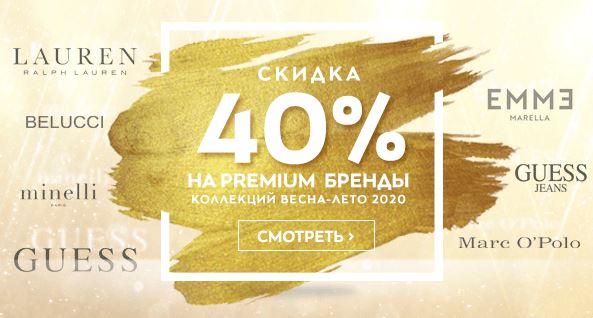 LAUREN
RALPH LAUREN
BELUCCI
minelli
PARIS
GUESS
СКИДКА
40%
НА PREMIUM БРЕНДЫ
КОЛЛЕКЦИЙ ВЕСНА-ЛЕТО 2020
СМОТРЕТЬ >
EMME
MARELLA
GUESS
JEANS
Marc O'Polo